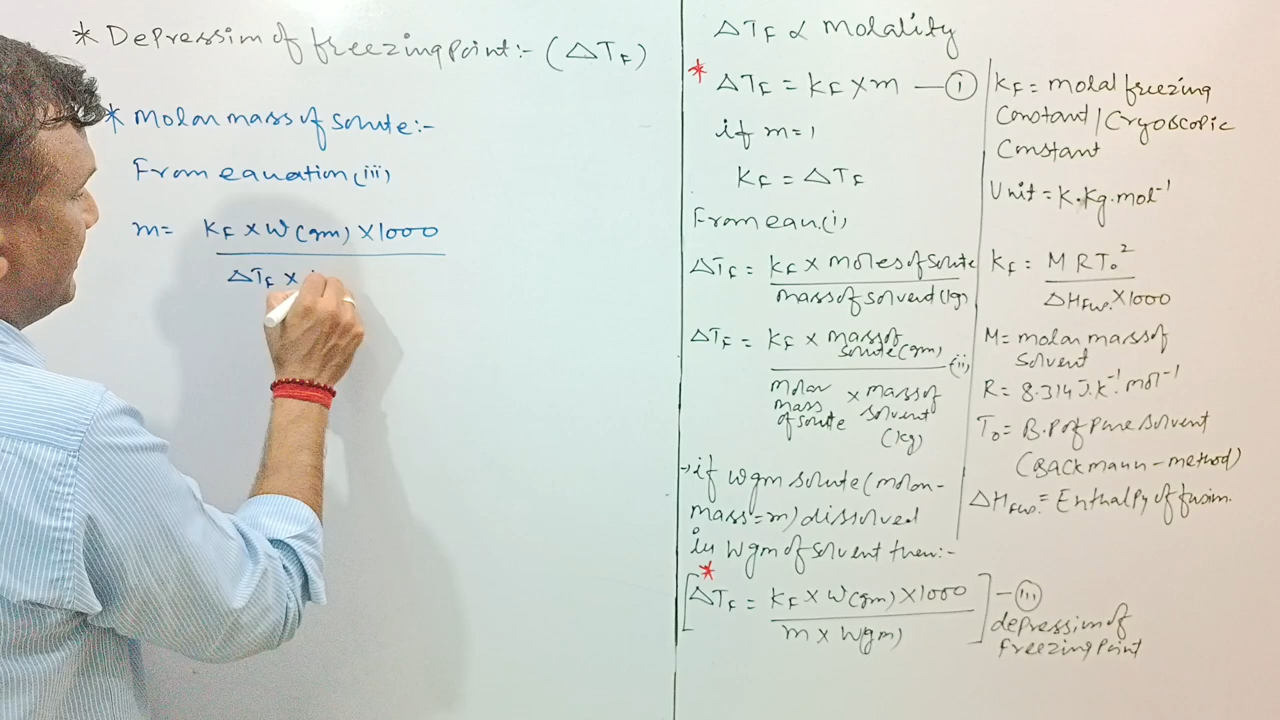 * Depression of freezing point:- (△TF)
* Molar mass of solute:-
From equation (iii)
m= KF × W(gm) × 1000
△TF ×
△TF ∝ Molality
* △TF = KF × m — (i)
if m=1
KF = △TF
From equn.(i)
△TF = KF × moles of solute
mass of solvent (kg)
△TF = KF × mass of solute (gm)
molar mass of solute × mass of solvent (kg) (ii)
→ if Wgm solute (molar-
mass=m) dissolved
in Wgm of solvent then:-
*
[△TF = KF × W(gm) × 1000
m × Wgm) ] — (iii)
depression of
freezing point
KF = molal freezing
Constant / Cryoscopic
Constant
Unit = K.Kg.mol⁻¹
KF = M R T₀²
△Hfus. × 1000
M = molar mass of
solvent
R = 8.314 J.K⁻¹ mol⁻¹
T₀ = B.P of Pure solvent
(BACKmann-method)
△Hfus. = Enthalpy of fusion.